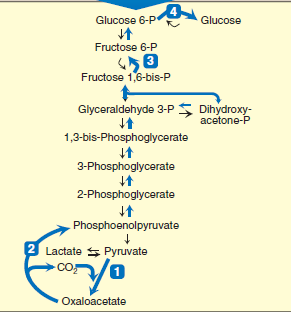 Glucose 6-P 4 Glucose
Fructose 6-P
3
Fructose 1,6-bis-P
Glyceraldehyde 3-P Dihydroxy-
acetone-P
1,3-bis-Phosphoglycerate
3-Phosphoglycerate
2-Phosphoglycerate
Phosphoenolpyruvate
2 Lactate Pyruvate
CO2 1
Oxaloacetate